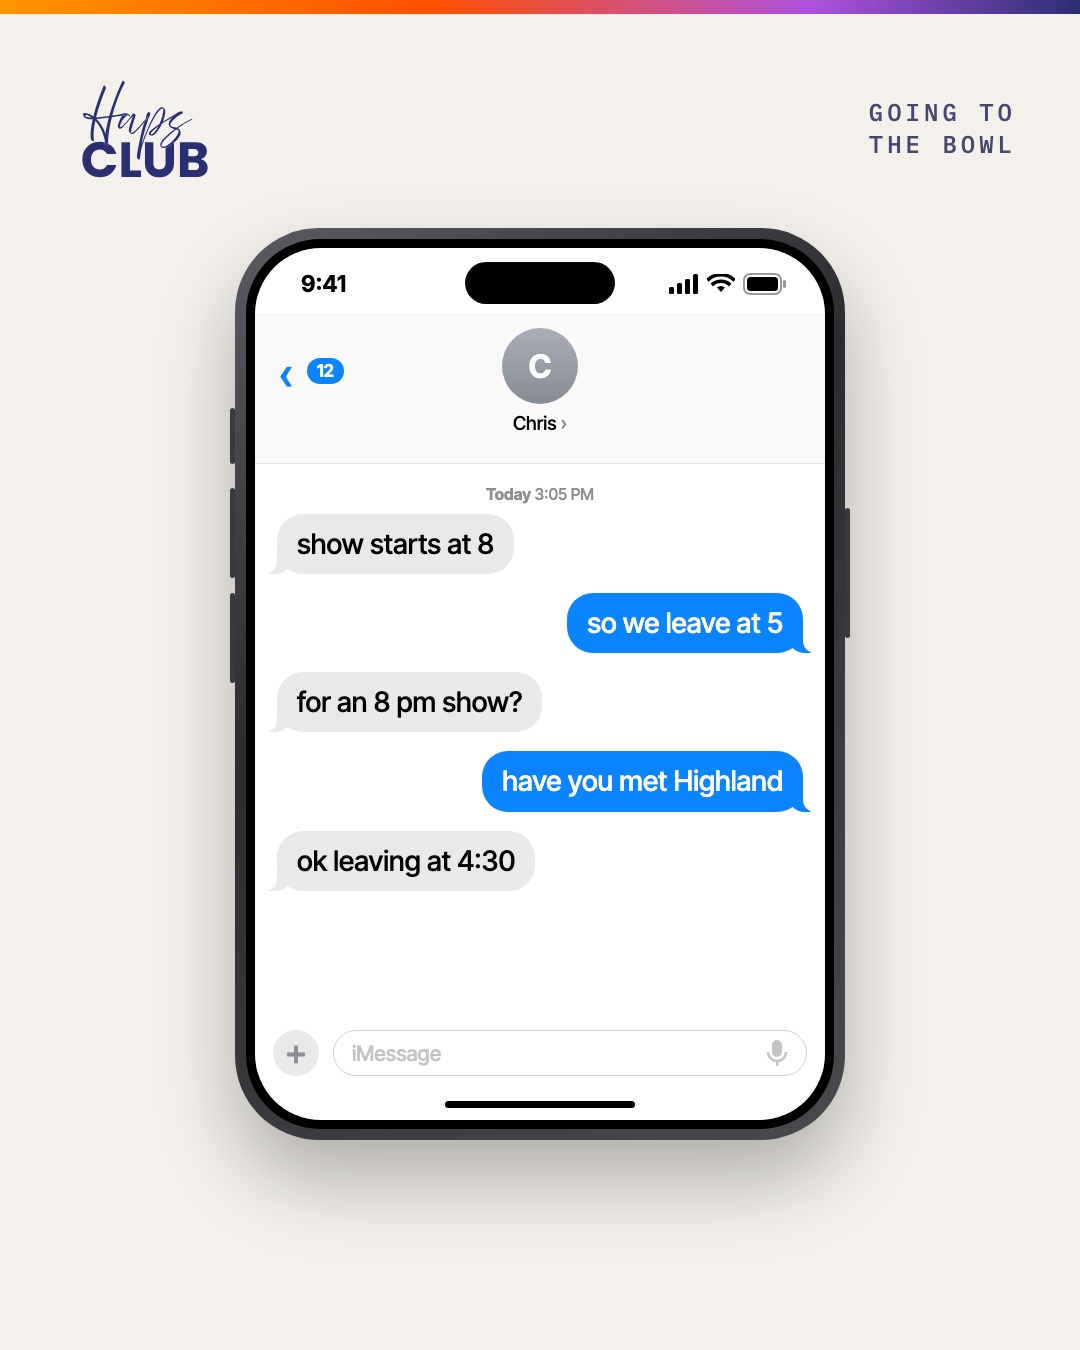 Haps
CLUB
GOING TO
THE BOWL
9:41
12
C
Chris ›
Today 3:05 PM
show starts at 8
so we leave at 5
for an 8 pm show?
have you met Highland
ok leaving at 4:30
iMessage